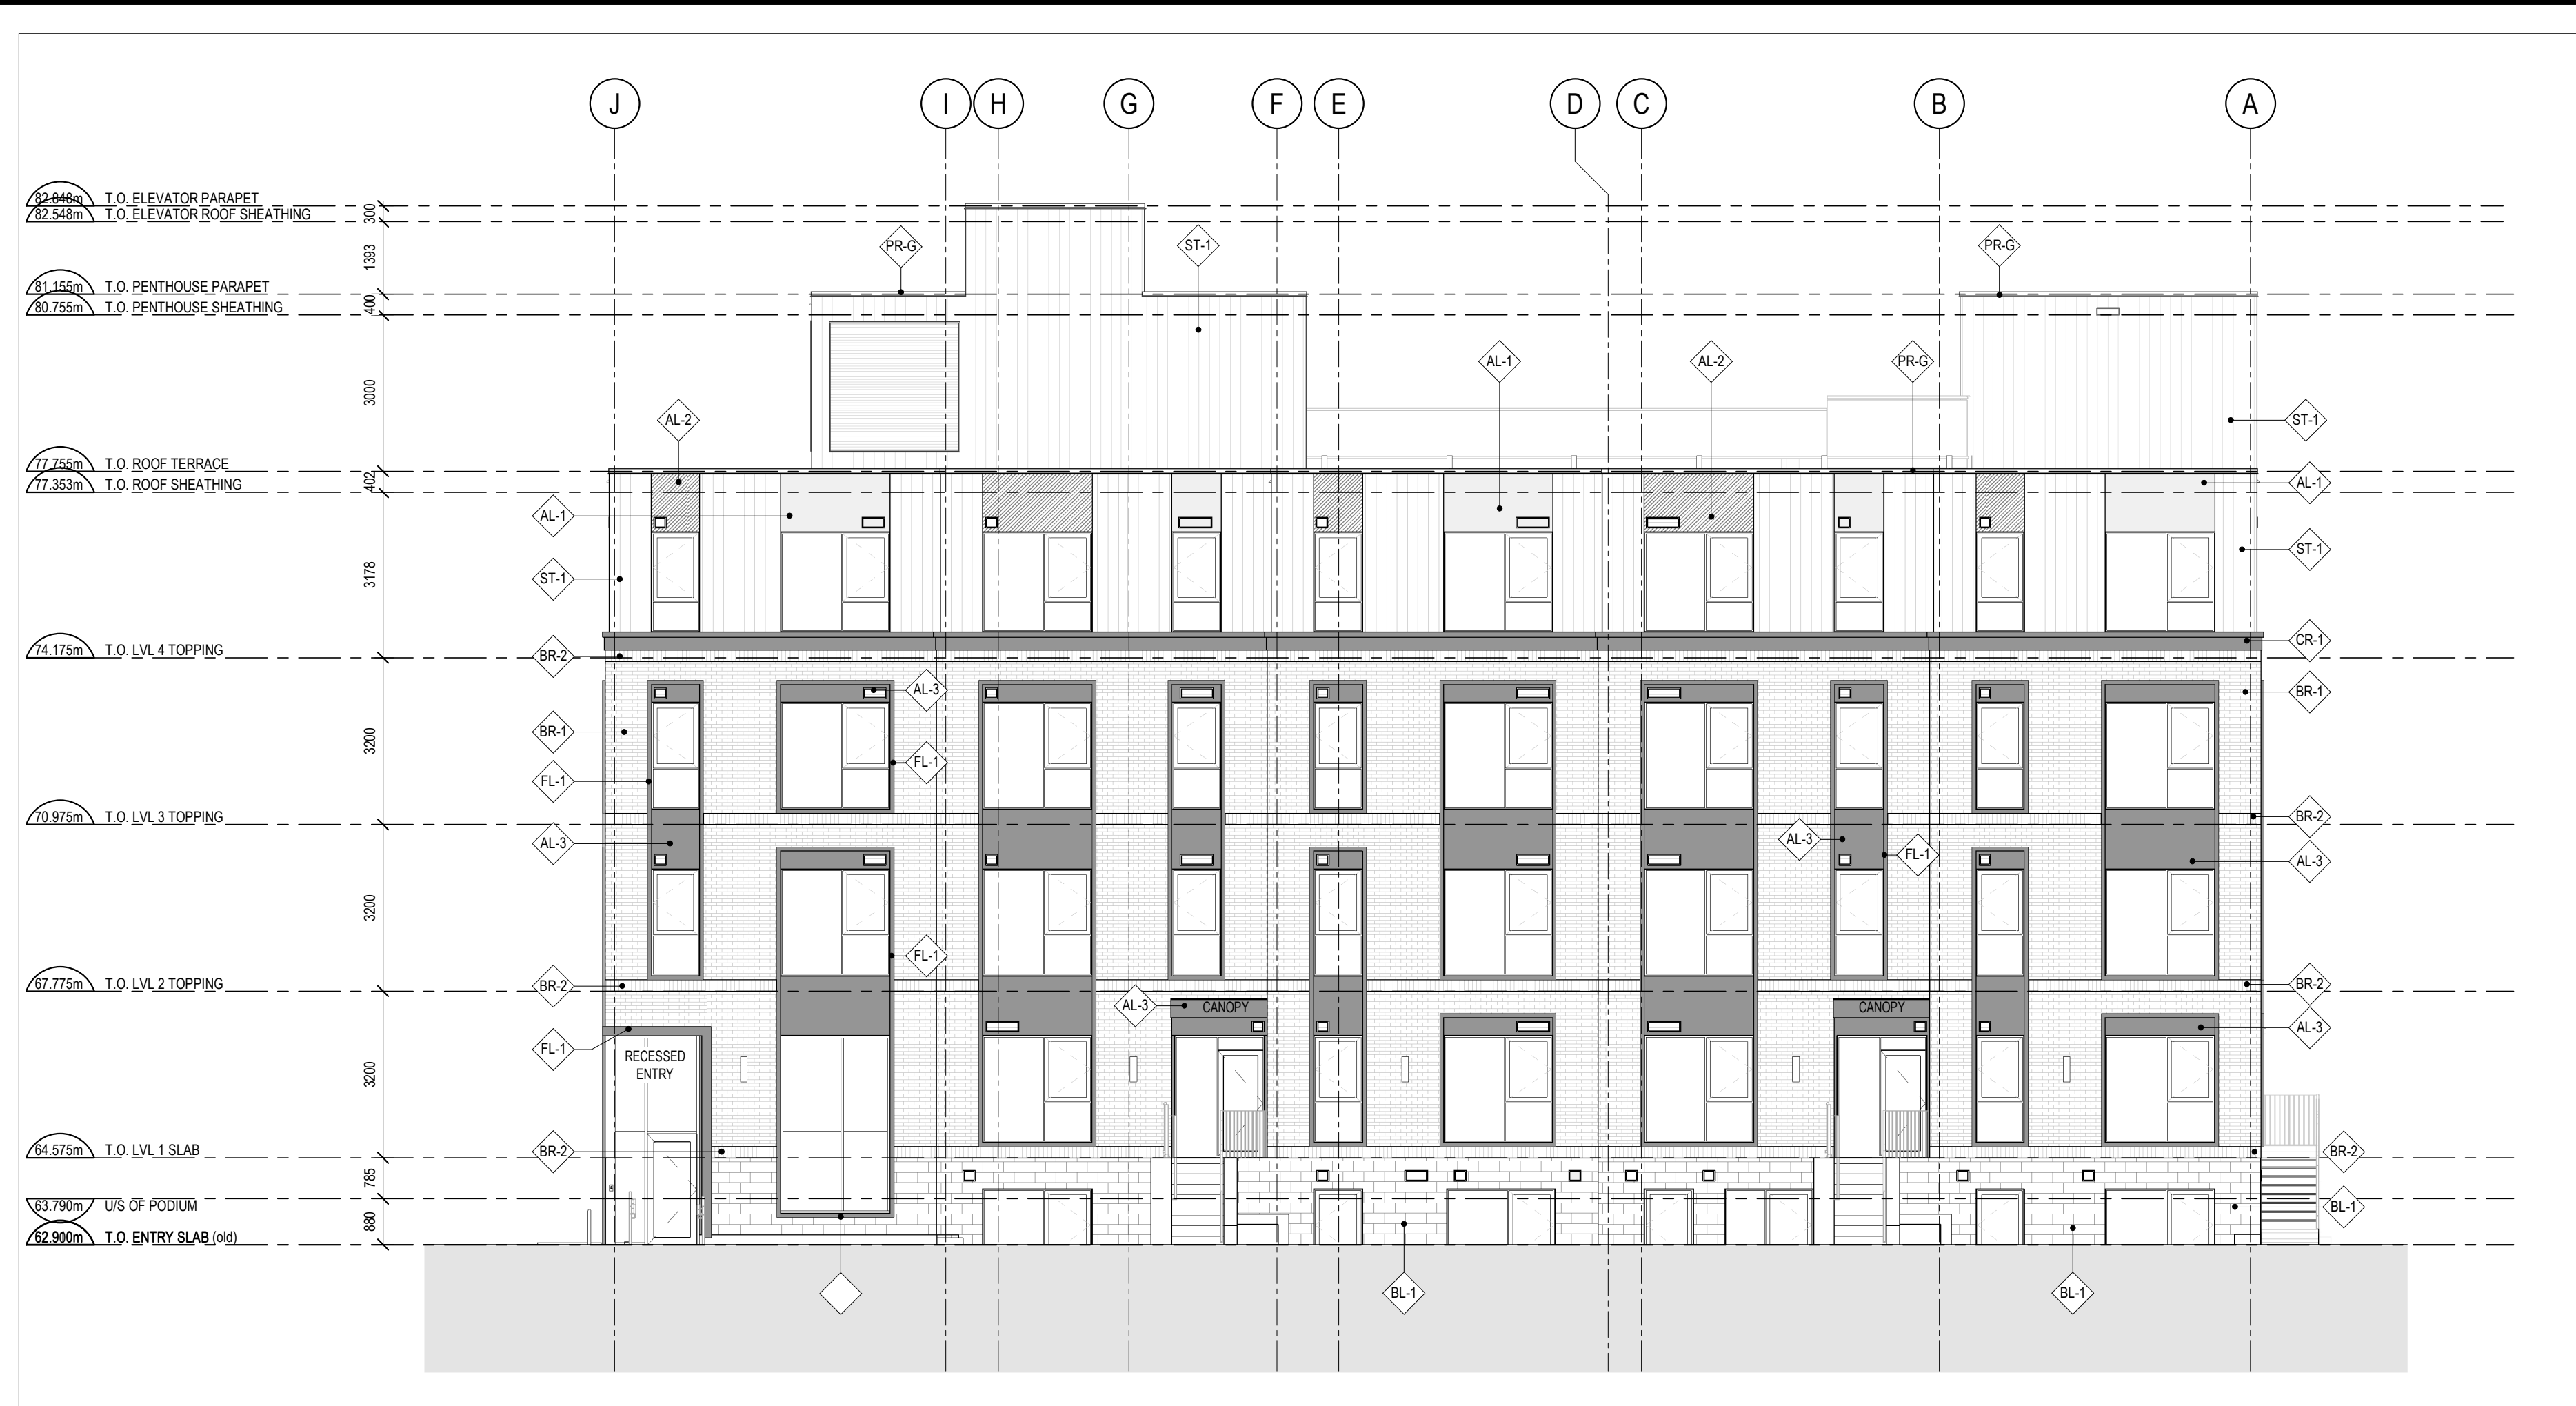 J I H G F E D C B A
82.848m T.O. ELEVATOR PARAPET
82.548m T.O. ELEVATOR ROOF SHEATHING
300
PR-G ST-1 PR-G
1393
81.155m T.O. PENTHOUSE PARAPET
80.755m T.O. PENTHOUSE SHEATHING
400
AL-1 AL-2 PR-G
3000
AL-2 ST-1
77.755m T.O. ROOF TERRACE
77.353m T.O. ROOF SHEATHING
402
AL-1
AL-1
ST-1
3178
ST-1
CR-1
74.175m T.O. LVL 4 TOPPING
BR-2
AL-3 BR-1
3200
BR-1
FL-1
FL-1
70.975m T.O. LVL 3 TOPPING
BR-2
AL-3 AL-3 FL-1 AL-3
3200
FL-1
67.775m T.O. LVL 2 TOPPING
BR-2 BR-2
AL-3 CANOPY CANOPY
AL-3
FL-1
RECESSED
ENTRY
3200
64.575m T.O. LVL 1 SLAB
BR-2 BR-2
785
63.790m U/S OF PODIUM
BL-1
880
62.900m T.O. ENTRY SLAB (old)
BL-1 BL-1